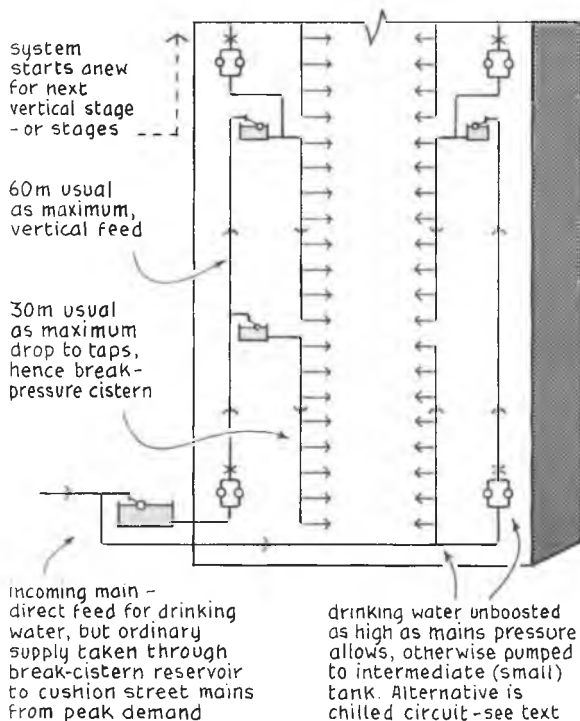 system
starts anew
for next
vertical stage
- or stages
60m usual
as maximum,
vertical feed
30m usual
as maximum
drop to taps,
hence break-
pressure cistern
incoming main -
direct feed for drinking
water, but ordinary
supply taken through
break-cistern reservoir
to cushion street mains
from peak demand
drinking water unboosted
as high as mains pressure
allows, otherwise pumped
to intermediate (small)
tank. Alternative is
chilled circuit - see text